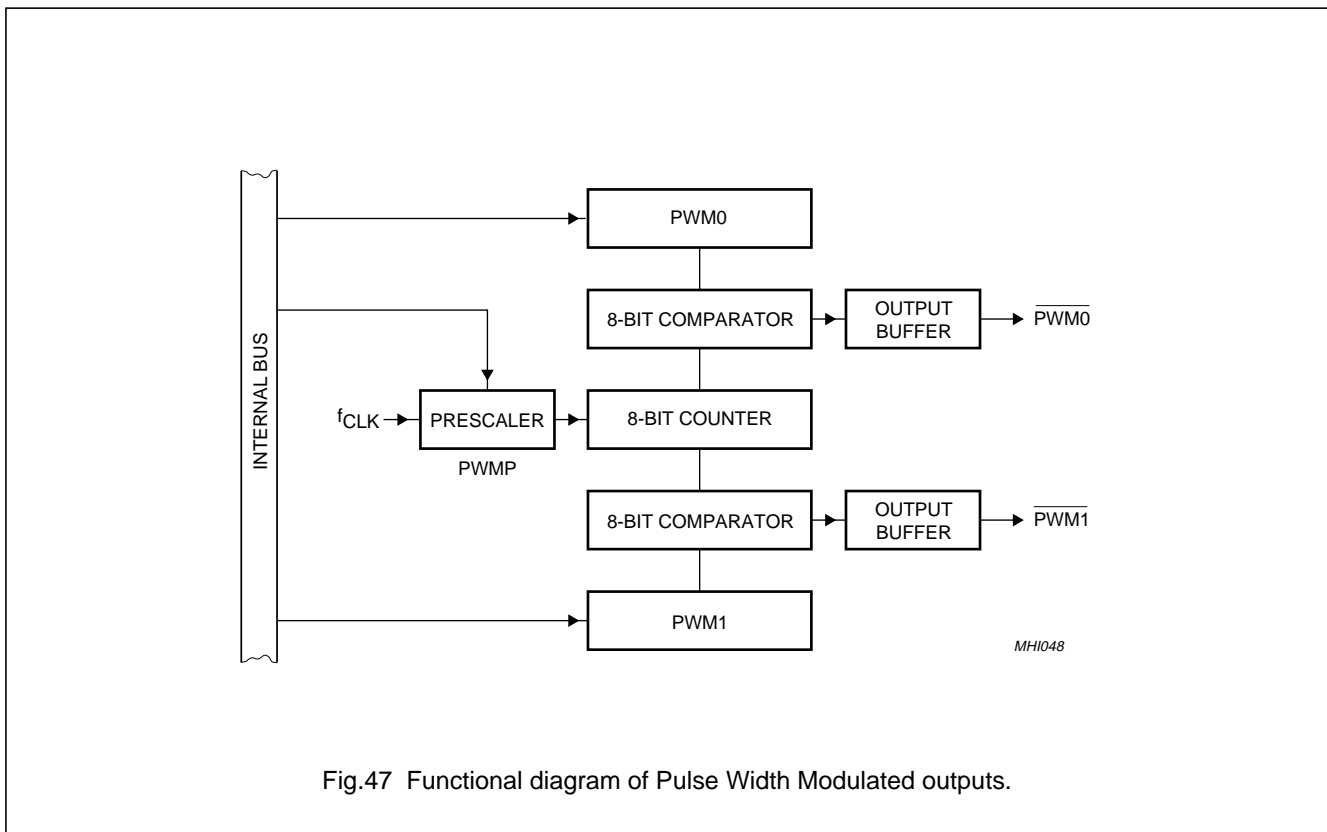 INTERNAL BUS
PWM0
8-BIT COMPARATOR
OUTPUT
BUFFER
PWM0
fCLK
PRESCALER
8-BIT COUNTER
PWMP
8-BIT COMPARATOR
OUTPUT
BUFFER
PWM1
PWM1
MHI048
Fig.47 Functional diagram of Pulse Width Modulated outputs.